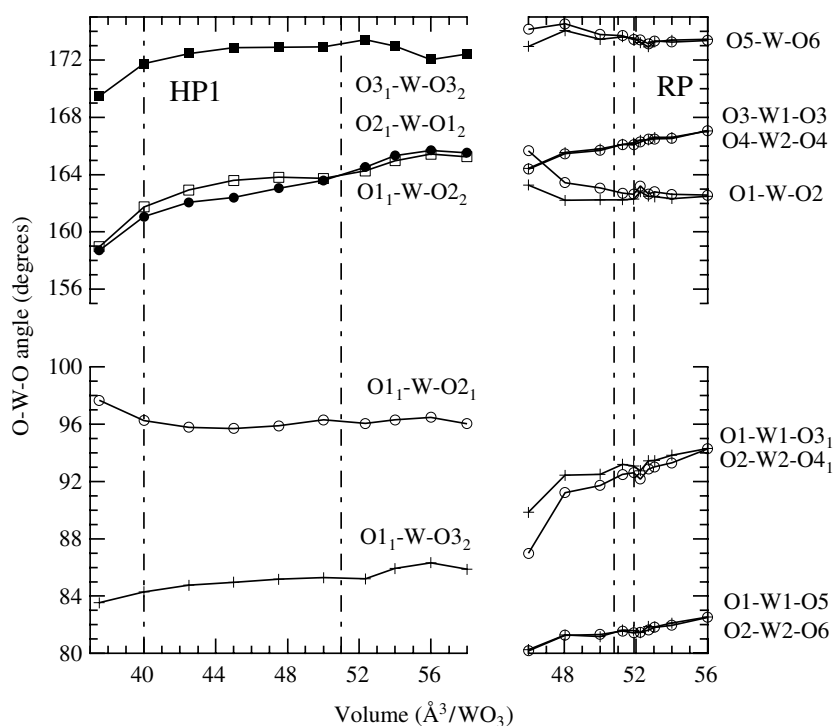 172
168
164
160
156
100
96
92
88
84
80
O-W-O angle (degrees)
HP1
O3₁-W-O3₂
O2₁-W-O1₂
O1₁-W-O2₂
O1₁-W-O2₁
O1₁-W-O3₂
40 44 48 52 56
RP
O5-W-O6
O3-W1-O3
O4-W2-O4
O1-W-O2
O1-W1-O3₁
O2-W2-O4₁
O1-W1-O5
O2-W2-O6
48 52 56
Volume (Å³/WO₃)